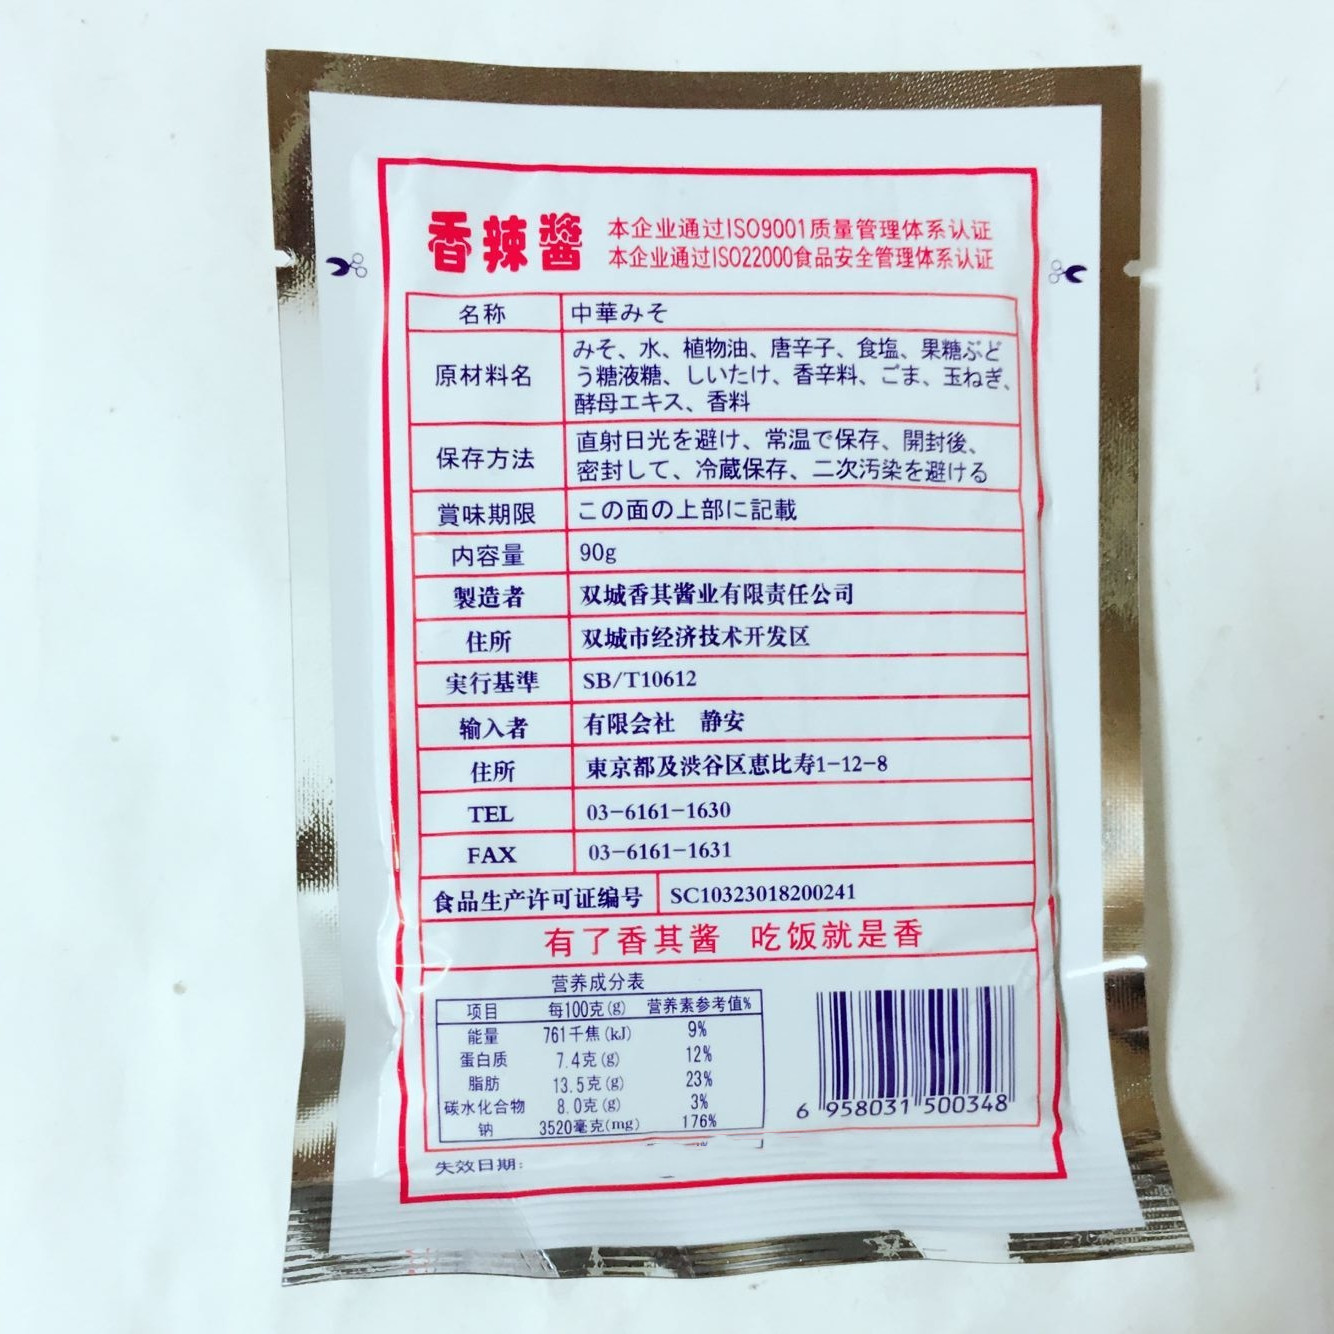 香辣醬
本企业通过ISO9001质量管理体系认证
本企业通过ISO22000食品安全管理体系认证
名称 中華みそ
原材料名 みそ、水、植物油、唐辛子、食塩、果糖ぶど
う糖液糖、しいたけ、香辛料、ごま、玉ねぎ、
酵母エキス、香料
保存方法 直射日光を避け、常温で保存、開封後、
密封して、冷蔵保存、二次汚染を避ける
賞味期限 この面の上部に記載
内容量 90g
製造者 双城香其酱业有限责任公司
住所 双城市经济技术开发区
実行基準 SB/T10612
输入者 有限会社 静安
住所 東京都及渋谷区恵比寿1-12-8
TEL 03-6161-1630
FAX 03-6161-1631
食品生产许可证编号 SC10323018200241
有了香其酱 吃饭就是香
营养成分表
项目 每100克(g) 营养素参考值%
能量 761千焦(kJ) 9%
蛋白质 7.4克(g) 12%
脂肪 13.5克(g) 23%
碳水化合物 8.0克(g) 3%
钠 3520毫克(mg) 176%
6 958031 500348
失效日期: